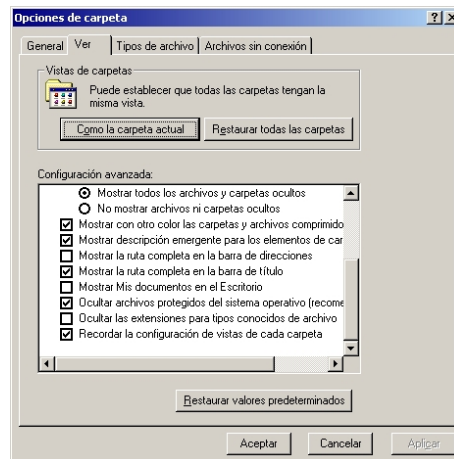 Opciones de carpeta
General Ver Tipos de archivo Archivos sin conexión
Vistas de carpetas
Puede establecer que todas las carpetas tengan la
misma vista.
Como la carpeta actual Restaurar todas las carpetas
Configuración avanzada:
Mostrar todos los archivos y carpetas ocultos
No mostrar archivos ni carpetas ocultos
Mostrar con otro color las carpetas y archivos comprimido
Mostrar descripción emergente para los elementos de car
Mostrar la ruta completa en la barra de direcciones
Mostrar la ruta completa en la barra de título
Mostrar Mis documentos en el Escritorio
Ocultar archivos protegidos del sistema operativo (recome
Ocultar las extensiones para tipos conocidos de archivo
Recordar la configuración de vistas de cada carpeta
Restaurar valores predeterminados
Aceptar Cancelar Aplicar